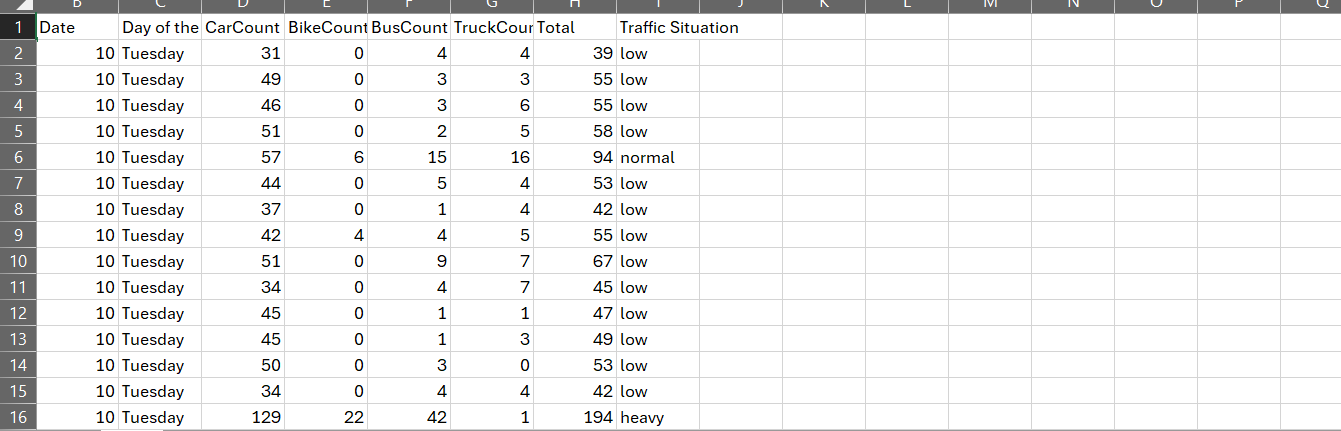 B C D E F G H I J K L M N O P Q
1 Date Day of the CarCount BikeCount BusCount TruckCour Total Traffic Situation
2 10 Tuesday 31 0 4 4 39 low
3 10 Tuesday 49 0 3 3 55 low
4 10 Tuesday 46 0 3 6 55 low
5 10 Tuesday 51 0 2 5 58 low
6 10 Tuesday 57 6 15 16 94 normal
7 10 Tuesday 44 0 5 4 53 low
8 10 Tuesday 37 0 1 4 42 low
9 10 Tuesday 42 4 4 5 55 low
10 10 Tuesday 51 0 9 7 67 low
11 10 Tuesday 34 0 4 7 45 low
12 10 Tuesday 45 0 1 1 47 low
13 10 Tuesday 45 0 1 3 49 low
14 10 Tuesday 50 0 3 0 53 low
15 10 Tuesday 34 0 4 4 42 low
16 10 Tuesday 129 22 42 1 194 heavy